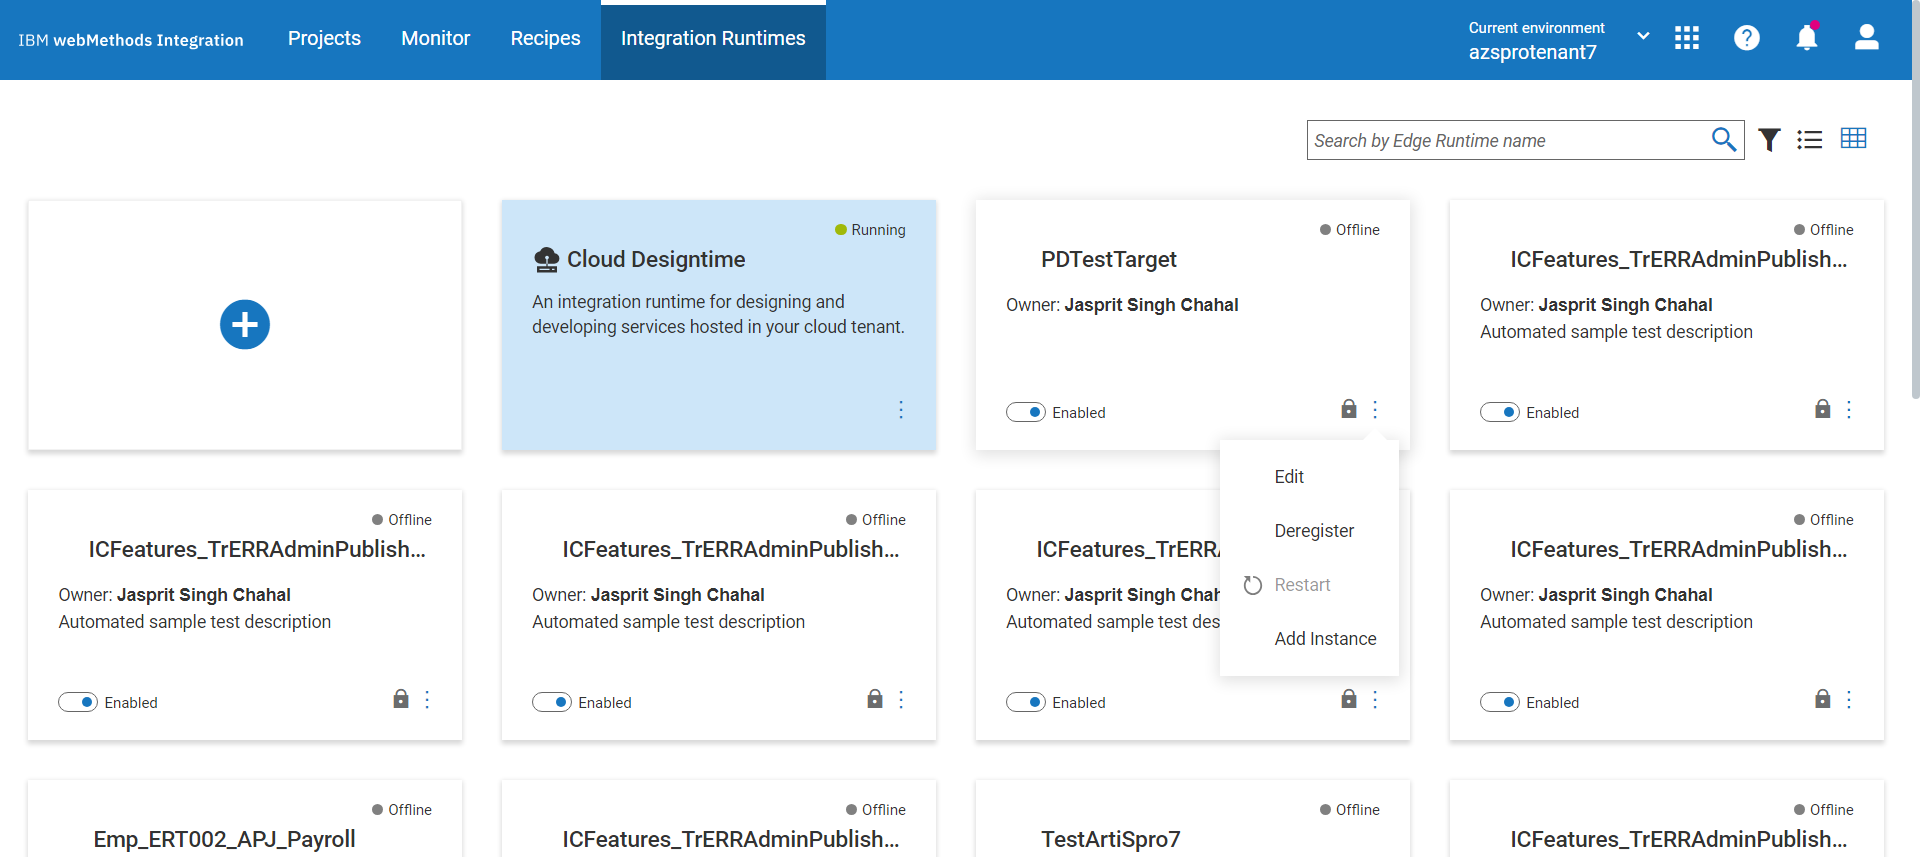 IBM webMethods Integration
Projects
Monitor
Recipes
Integration Runtimes
Current environment
azsprotenant7
Search by Edge Runtime name
Running
Cloud Designtime
An integration runtime for designing and
developing services hosted in your cloud tenant.
Offline
PDTestTarget
Owner: Jasprit Singh Chahal
Enabled
Offline
ICFeatures_TrERRAdminPublish...
Owner: Jasprit Singh Chahal
Automated sample test description
Enabled
Edit
Deregister
Restart
Add Instance
Offline
ICFeatures_TrERRAdminPublish...
Owner: Jasprit Singh Chahal
Automated sample test description
Enabled
Offline
ICFeatures_TrERRAdminPublish...
Owner: Jasprit Singh Chahal
Automated sample test description
Enabled
ICFeatures_TrERR
Owner: Jasprit Singh Chah
Automated sample test des
Enabled
Offline
ICFeatures_TrERRAdminPublish...
Owner: Jasprit Singh Chahal
Automated sample test description
Enabled
Offline
Emp_ERT002_APJ_Payroll
Offline
ICFeatures_TrERRAdminPublish...
Offline
TestArtiSpro7
Offline
ICFeatures_TrERRAdminPublish...